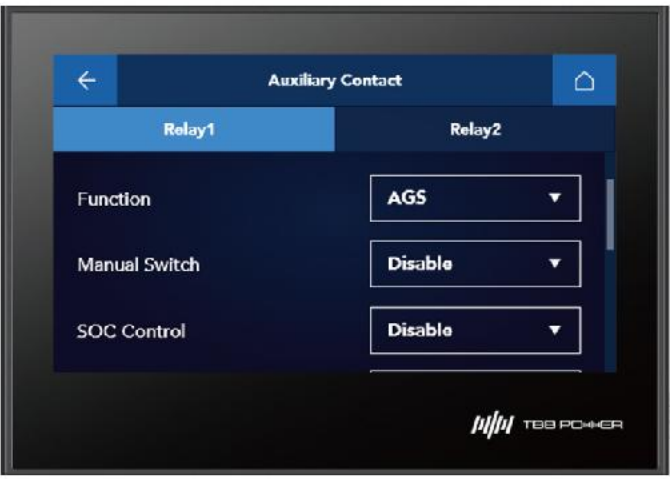 Auxiliary Contact
Relay1 Relay2
Function AGS
Manual Switch Disable
SOC Control Disable
TBB POWER